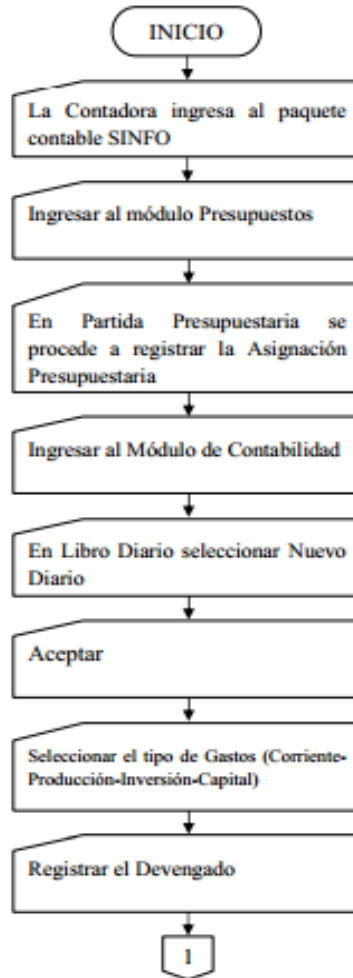 INICIO
La Contadora ingresa al paquete
contable SINFO
Ingresar al módulo Presupuestos
En Partida Presupuestaria se
procede a registrar la Asignación
Presupuestaria
Ingresar al Módulo de Contabilidad
En Libro Diario seleccionar Nuevo
Diario
Aceptar
Seleccionar el tipo de Gastos (Corriente-
Producción-Inversión-Capital)
Registrar el Devengado
1